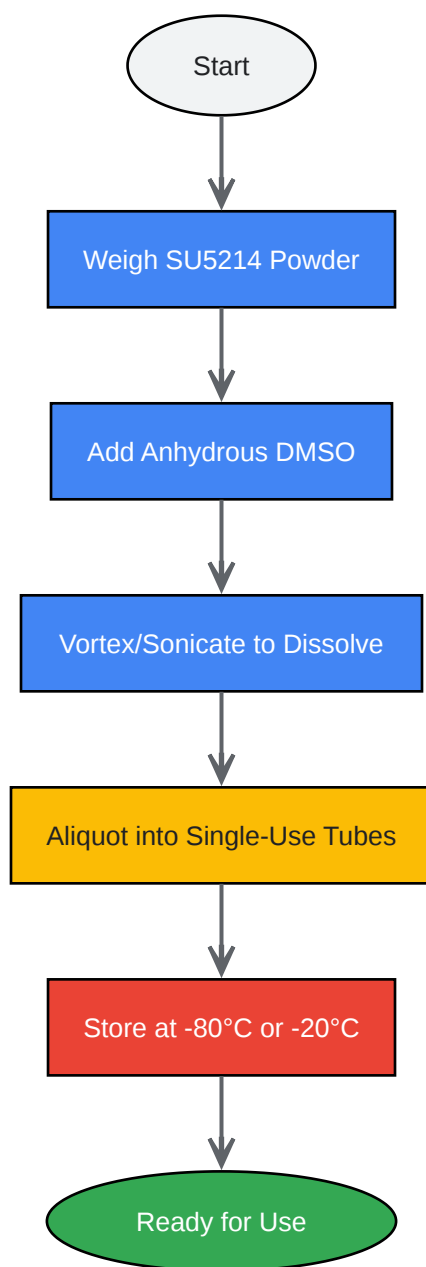 Start
Weigh SU5214 Powder
Add Anhydrous DMSO
Vortex/Sonicate to Dissolve
Aliquot into Single-Use Tubes
Store at -80°C or -20°C
Ready for Use